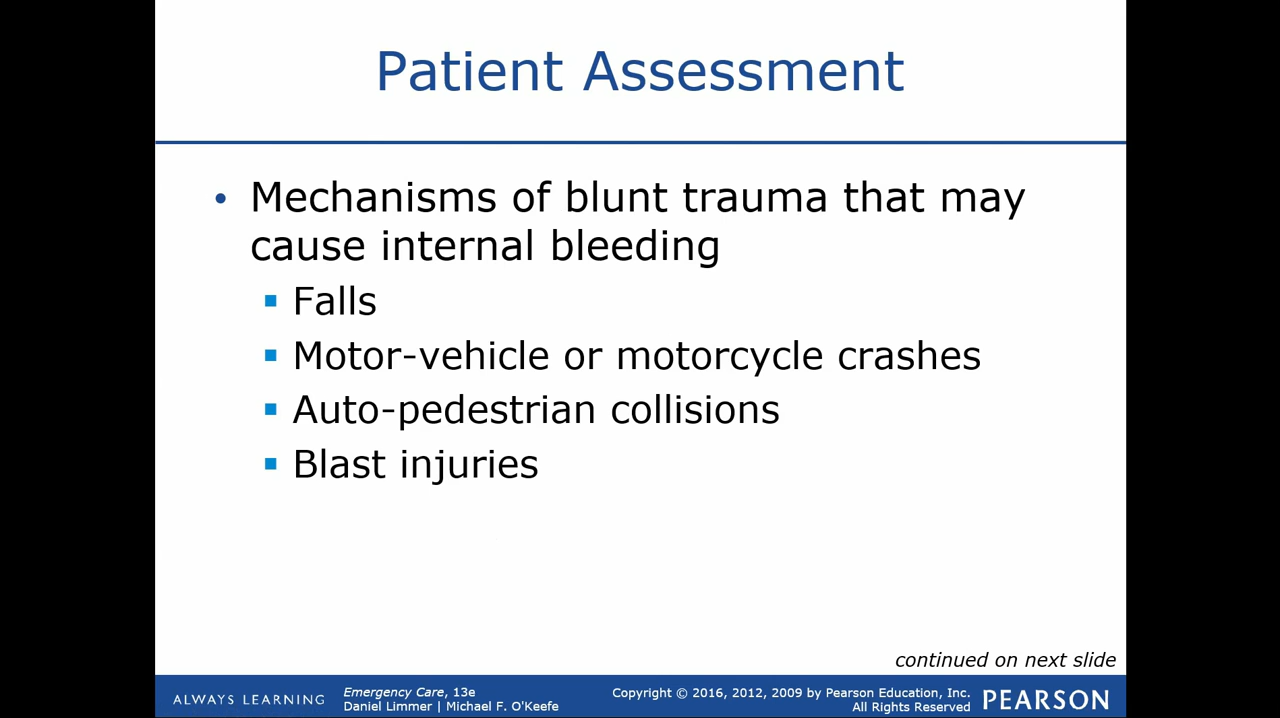 Patient Assessment
• Mechanisms of blunt trauma that may
cause internal bleeding
▪ Falls
▪ Motor-vehicle or motorcycle crashes
▪ Auto-pedestrian collisions
▪ Blast injuries
continued on next slide
ALWAYS LEARNING
Emergency Care, 13e
Daniel Limmer | Michael F. O'Keefe
Copyright © 2016, 2012, 2009 by Pearson Education, Inc.
All Rights Reserved
PEARSON